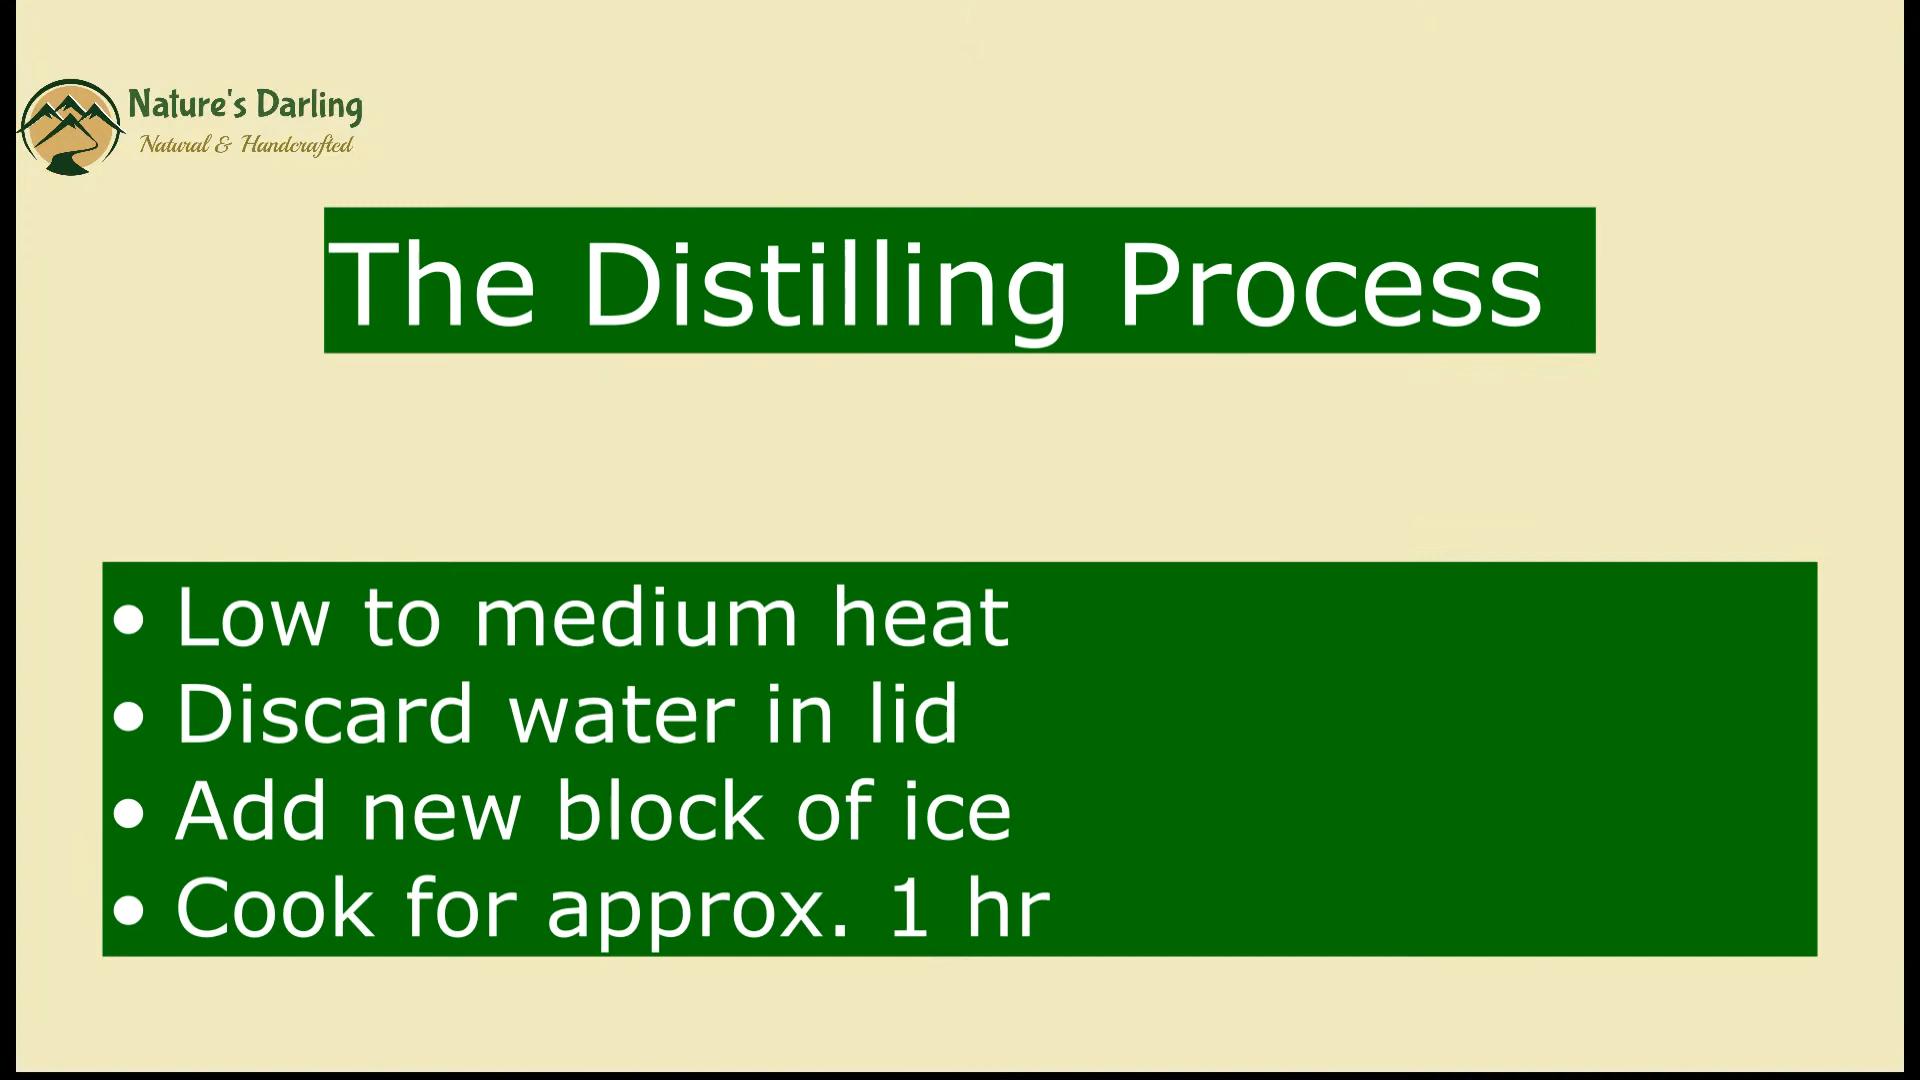 Nature's Darling
Natural & Handcrafted
The Distilling Process
• Low to medium heat
• Discard water in lid
• Add new block of ice
• Cook for approx. 1 hr